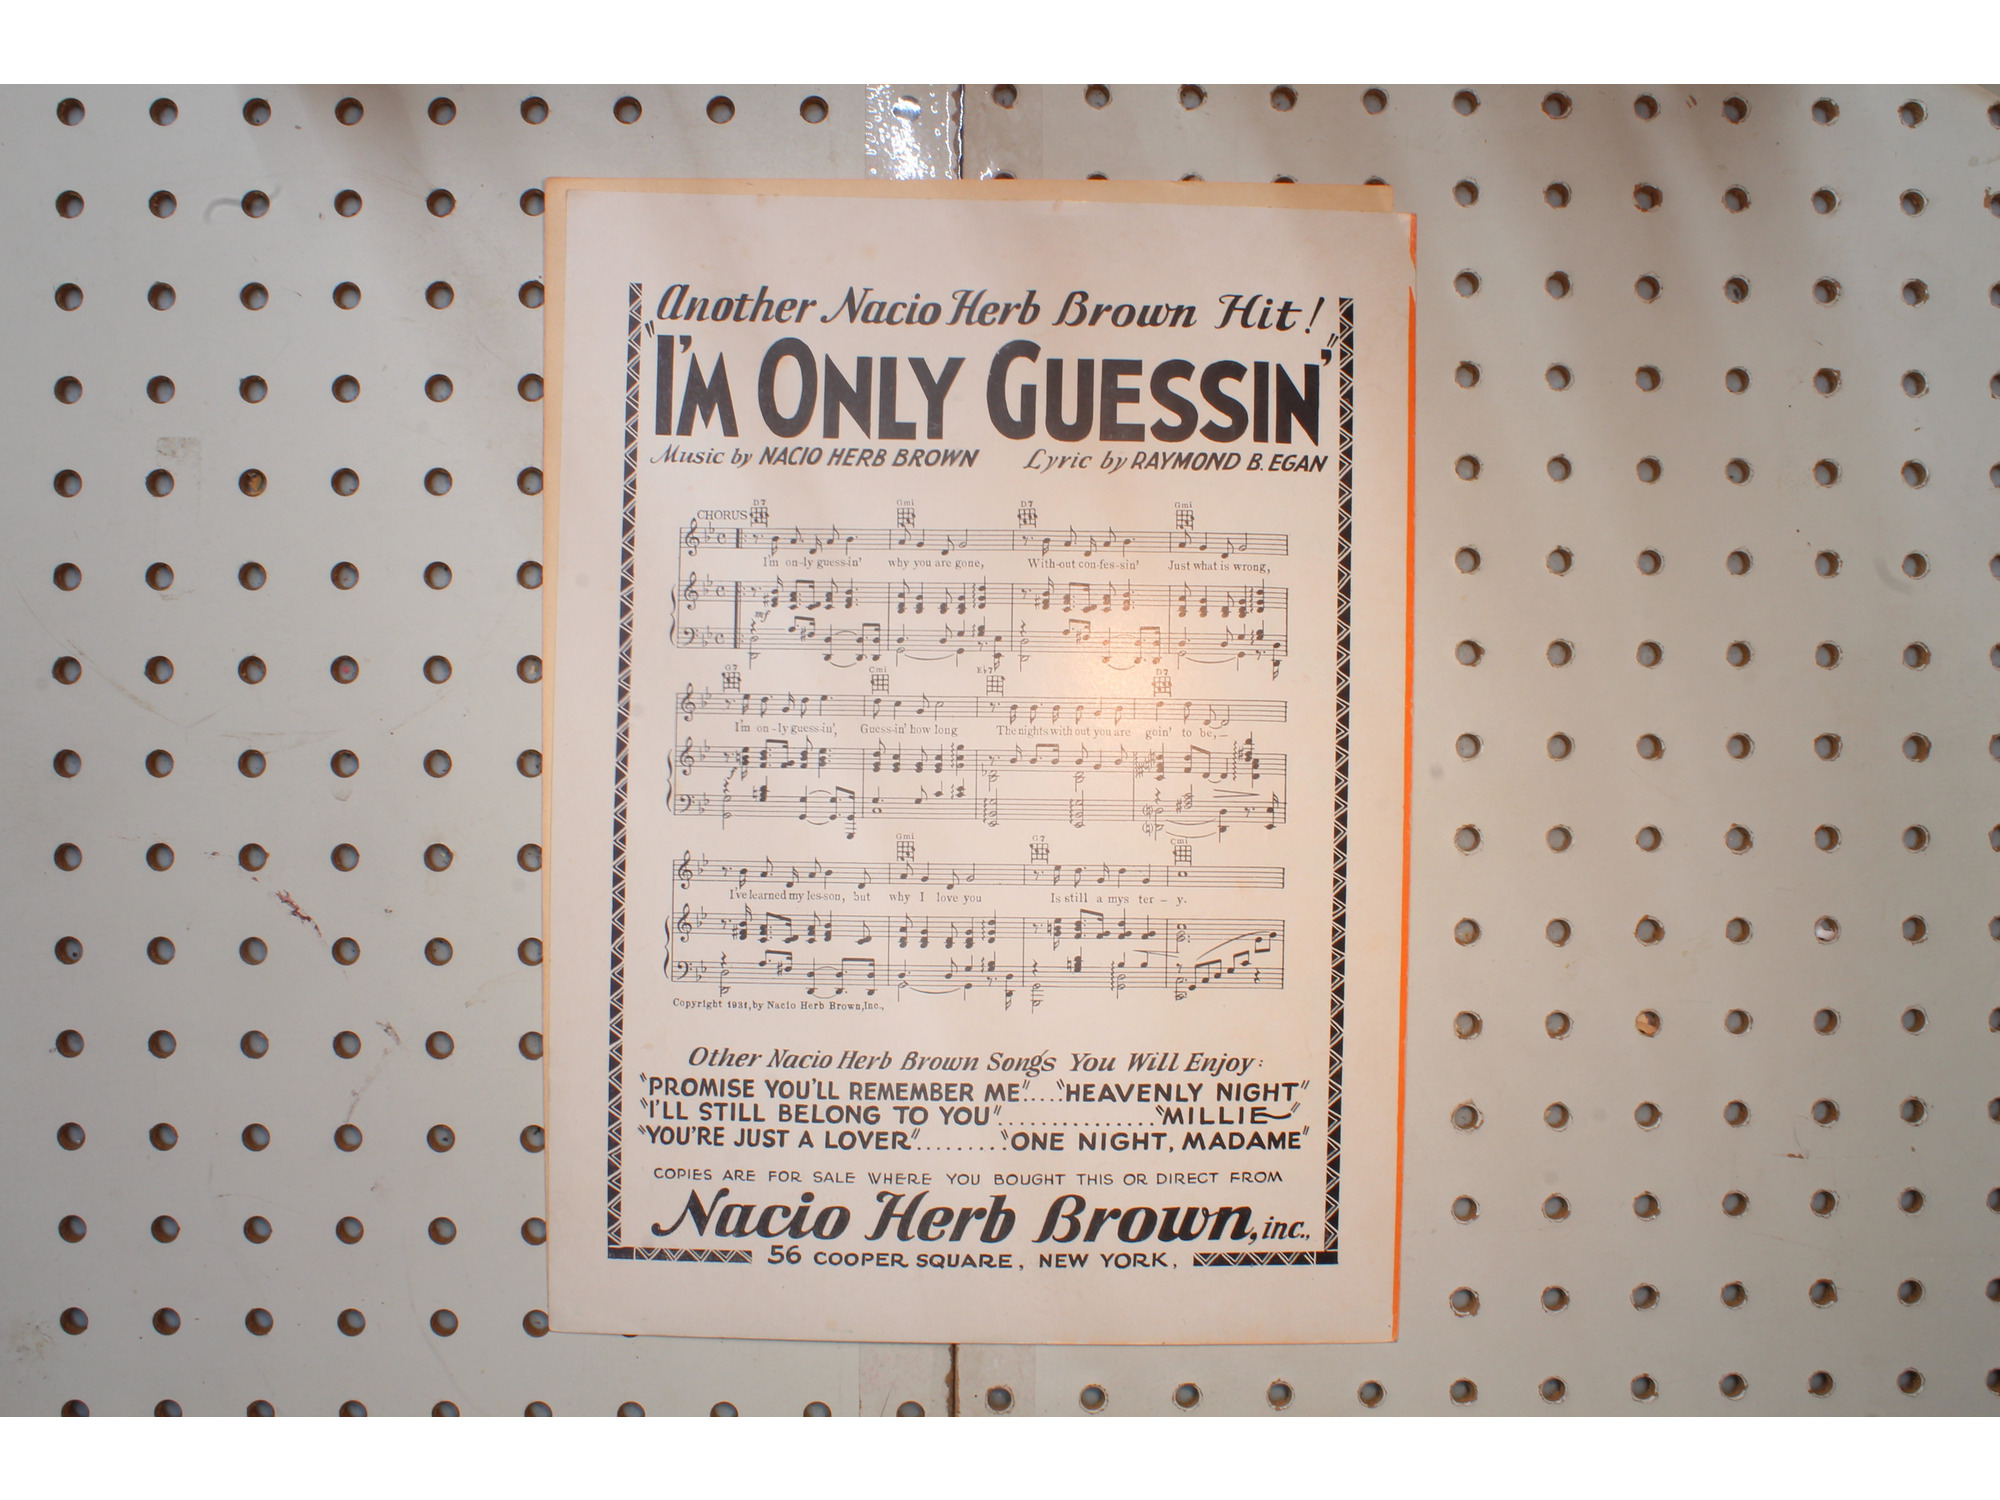 Another Nacio Herb Brown Hit!
"I'M ONLY GUESSIN'"
Music by NACIO HERB BROWN Lyric by RAYMOND B. EGAN
D7 Gmi D7 Gmi
CHORUS
I'm on-ly guess-in' why you are gone, With-out con-fes-sin' Just what is wrong,
mf
G7 Cmi Eb7 D7
I'm on-ly guess-in', Guess-in' how long The nights with out you are goin' to be,-
Gmi G7 Cmi
I've learned my les-son, but why I love you Is still a mys ter - y.
Copyright 1931, by Nacio Herb Brown, Inc.,
Other Nacio Herb Brown Songs You Will Enjoy:
"PROMISE YOU'LL REMEMBER ME"...."HEAVENLY NIGHT"
"I'LL STILL BELONG TO YOU"..............."MILLIE"
"YOU'RE JUST A LOVER"........."ONE NIGHT, MADAME"
COPIES ARE FOR SALE WHERE YOU BOUGHT THIS OR DIRECT FROM
Nacio Herb Brown, inc.,
56 COOPER SQUARE, NEW YORK,